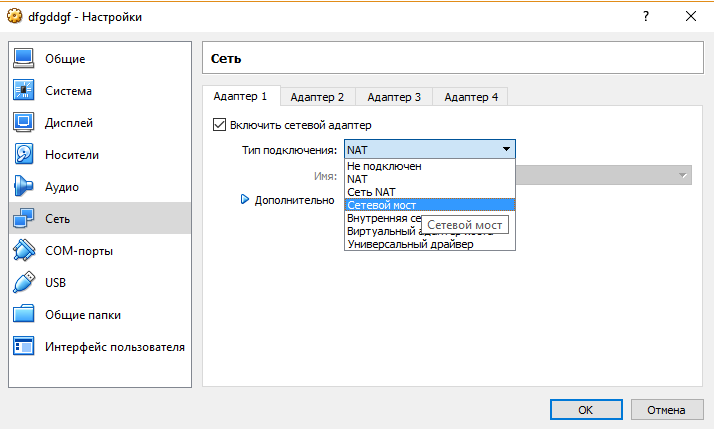 dfgddgf - Настройки
?
Общие
Система
Дисплей
Носители
Аудио
Сеть
COM-порты
USB
Общие папки
Интерфейс пользователя
Сеть
Адаптер 1 Адаптер 2 Адаптер 3 Адаптер 4
Включить сетевой адаптер
Тип подключения: NAT
Не подключен
Имя:
NAT
Сеть NAT
Дополнительно
Сетевой мост
Внутренняя се
Сетевой мост
Виртуальный адаптер хоста
Универсальный драйвер
OK Отмена